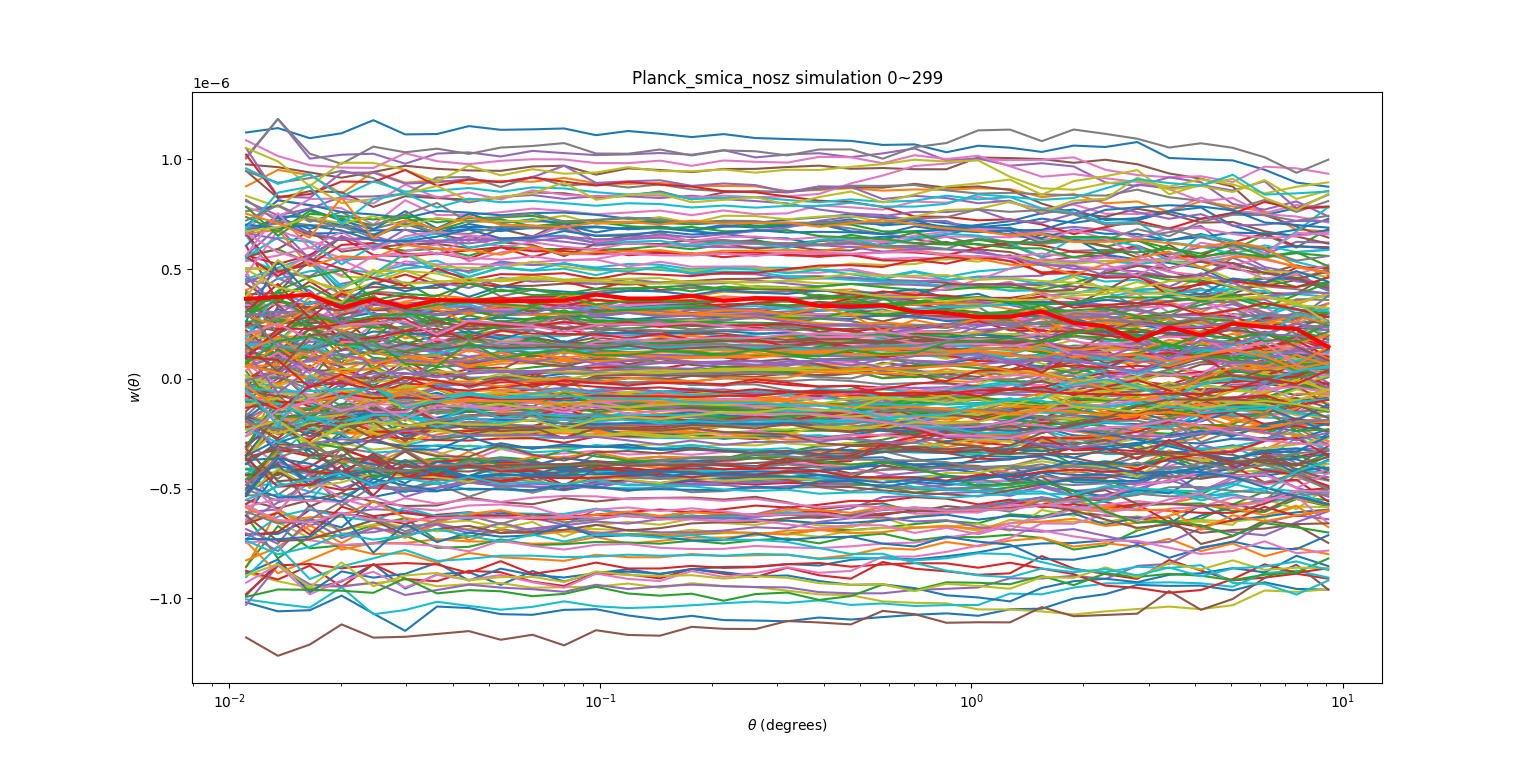 Planck_smica_nosz simulation 0~299
1e−6
1.0
0.5
0.0
−0.5
−1.0
w(θ)
10⁻² 10⁻¹ 10⁰ 10¹
θ (degrees)